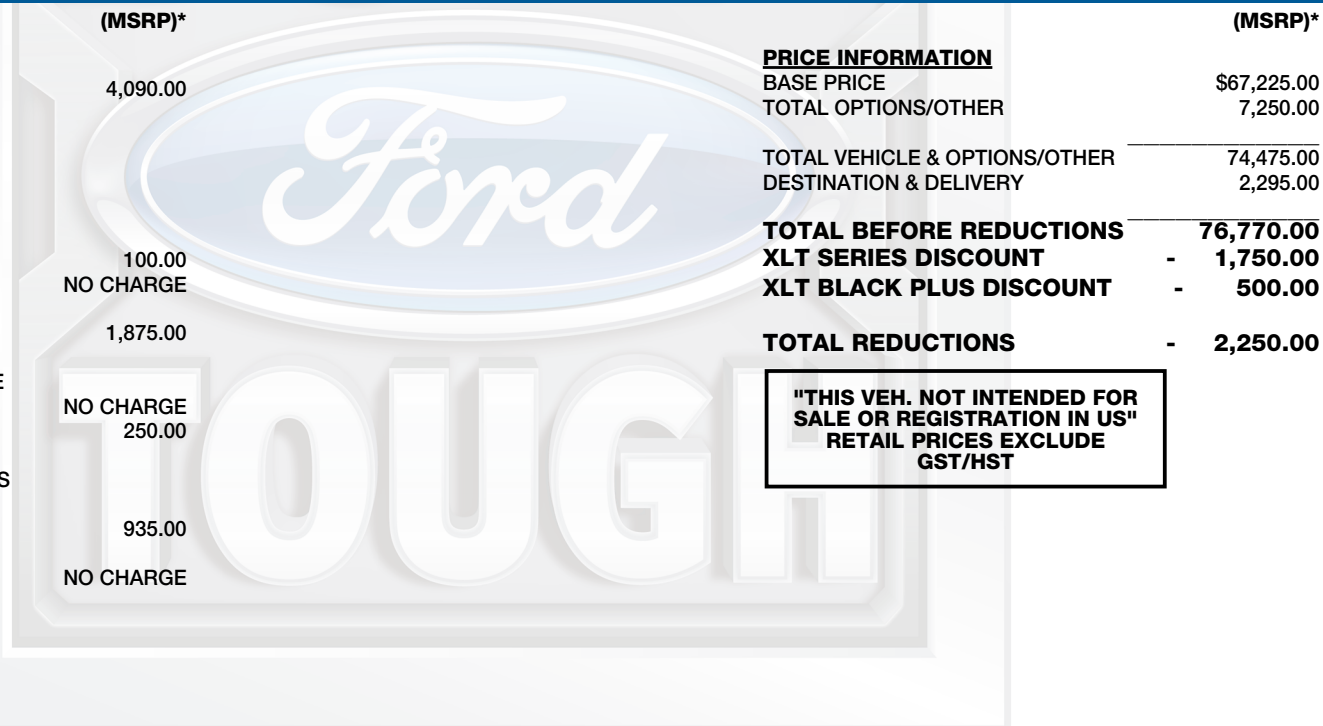 (MSRP)*
4,090.00
100.00
NO CHARGE
1,875.00
E
NO CHARGE
250.00
S
935.00
NO CHARGE
Ford
TOUGH
(MSRP)*
PRICE INFORMATION
BASE PRICE $67,225.00
TOTAL OPTIONS/OTHER 7,250.00
TOTAL VEHICLE & OPTIONS/OTHER 74,475.00
DESTINATION & DELIVERY 2,295.00
TOTAL BEFORE REDUCTIONS 76,770.00
XLT SERIES DISCOUNT - 1,750.00
XLT BLACK PLUS DISCOUNT - 500.00
TOTAL REDUCTIONS - 2,250.00
"THIS VEH. NOT INTENDED FOR
SALE OR REGISTRATION IN US"
RETAIL PRICES EXCLUDE
GST/HST